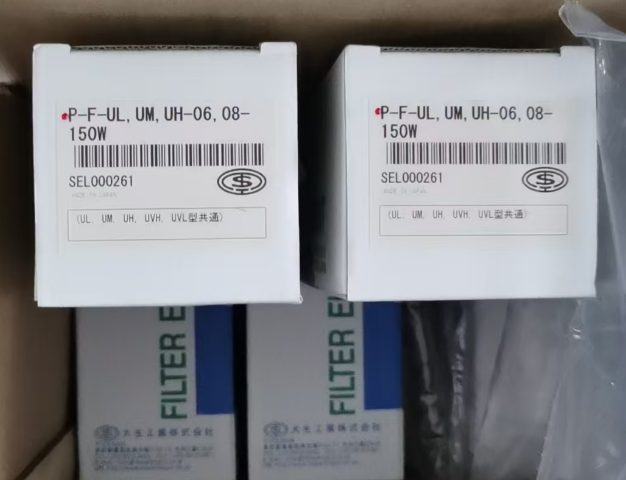 P-F-UL,UM,UH-06,08-
150W
SEL000261
MADE IN JAPAN
(UL, UM, UH, UVH, UVL型共通)
P-F-UL,UM,UH-06,08-
150W
SEL000261
MADE IN JAPAN
(UL, UM, UH, UVH, UVL型共通)
FILTER E
大生工業株式会社
FILTER E
大生工業株式会社